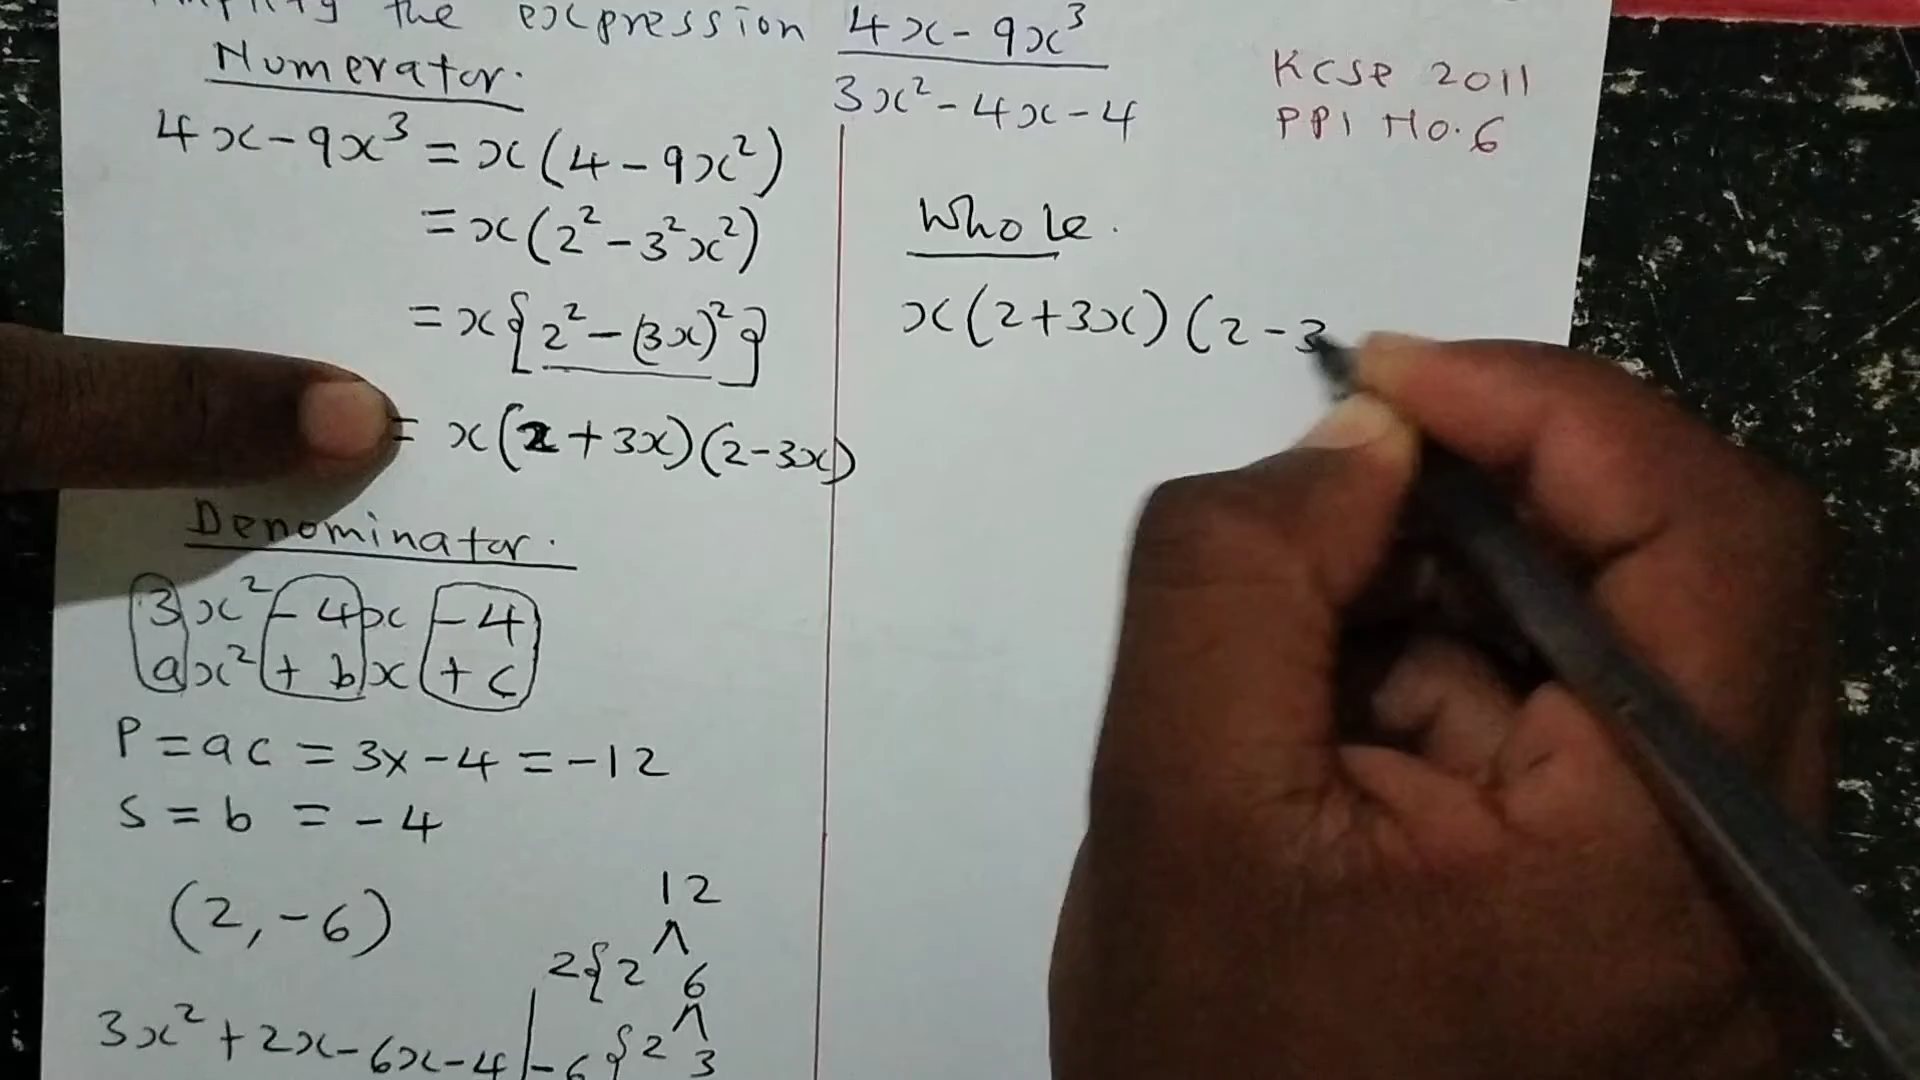 the expression 4x - 9x³
3x² - 4x - 4
KCSE 2011
PP1 No. 6
Numerator.
4x - 9x³ = x(4 - 9x²)
= x(2² - 3²x²)
= x{2² - (3x)²}
= x(2 + 3x)(2 - 3x)
Denominator.
3x² - 4x - 4
ax² + bx + c
P = ac = 3x - 4 = -12
S = b = -4
(2, -6)
12
2{2 6
-6{2 3
3x² + 2x - 6x - 4
Whole.
x(2+3x)(2-3